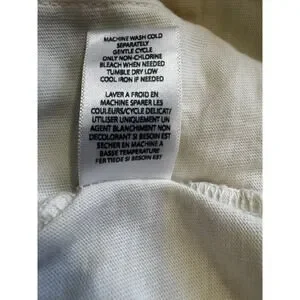 MACHINE WASH COLD
SEPARATELY
GENTLE CYCLE
ONLY NON-CHLORINE
BLEACH WHEN NEEDED
TUMBLE DRY LOW
COOL IRON IF NEEDED
LAVER A FROID EN
MACHINE SPARER LES
COULEURS/CYCLE DELICAT/
UTILISER UNIQUEMENT UN
AGENT BLANCHIMENT NON
DECOLORANT SI BESOIN EST
SECHER EN MACHINE A
BASSE TEMPERATURE
FER TIEDE SI BESOIN EST